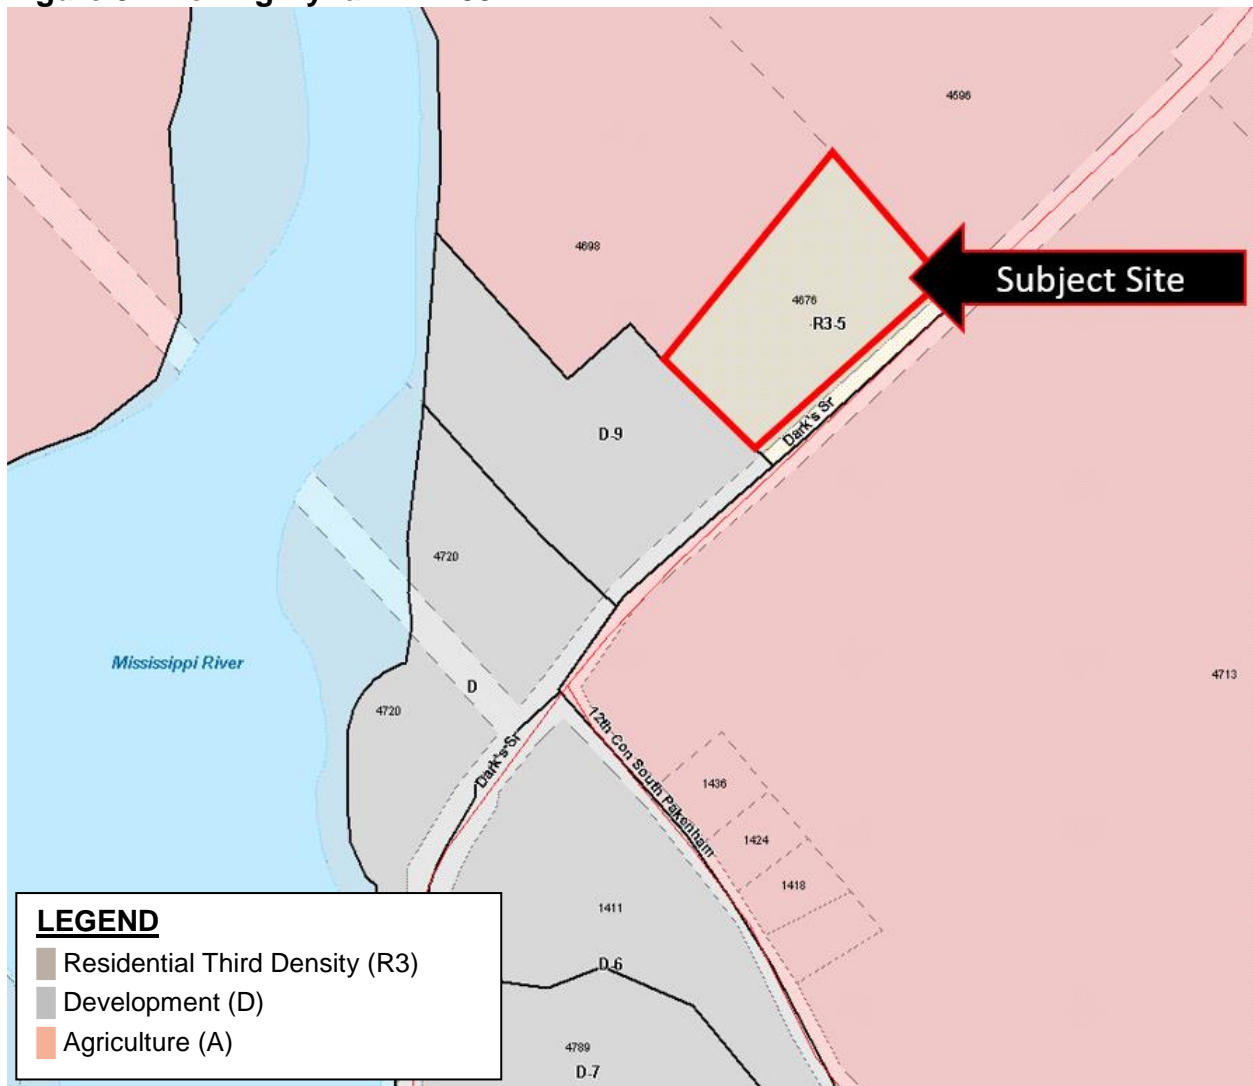 4596
4698
Subject Site
4676
R3-5
Dark's Sr
D-9
4720
Mississippi River
D
4713
4720
Dark's Sr
12th Con South Pakenham
1436
1424
1418
1411
D-6
4789
D-7
LEGEND
Residential Third Density (R3)
Development (D)
Agriculture (A)